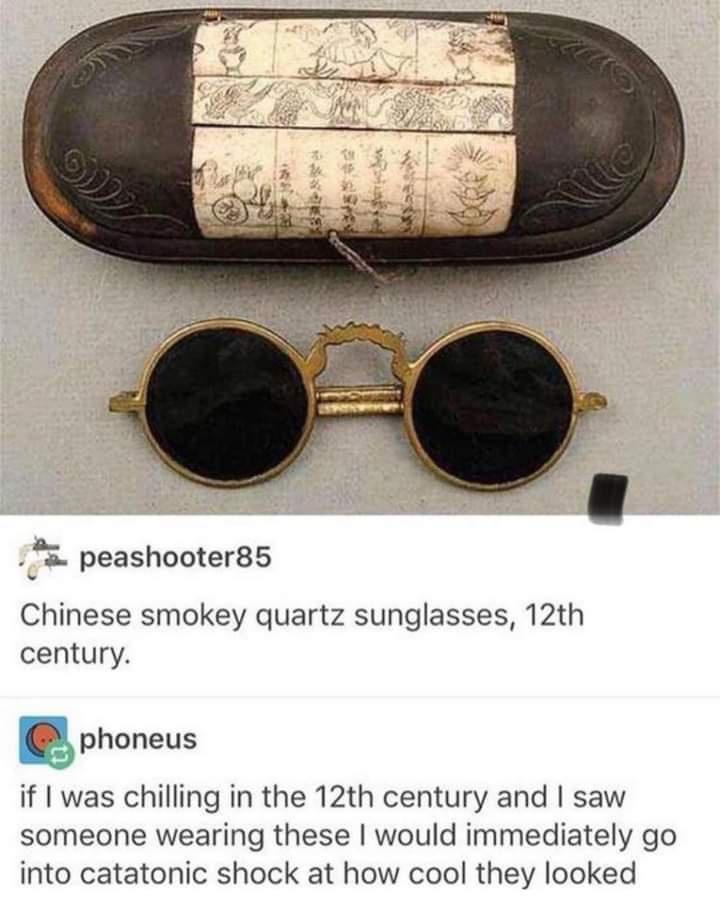 peashooter85
Chinese smokey quartz sunglasses, 12th
century.
phoneus
if I was chilling in the 12th century and I saw
someone wearing these I would immediately go
into catatonic shock at how cool they looked